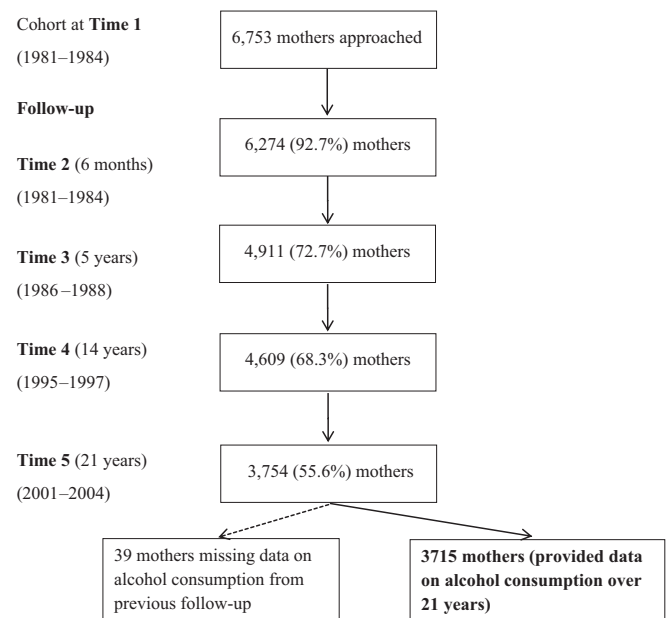 Cohort at Time 1
(1981–1984)
6,753 mothers approached
Follow-up
6,274 (92.7%) mothers
Time 2 (6 months)
(1981–1984)
4,911 (72.7%) mothers
Time 3 (5 years)
(1986–1988)
Time 4 (14 years)
(1995–1997)
4,609 (68.3%) mothers
Time 5 (21 years)
(2001–2004)
3,754 (55.6%) mothers
39 mothers missing data on
alcohol consumption from
previous follow-up
3715 mothers (provided data
on alcohol consumption over
21 years)